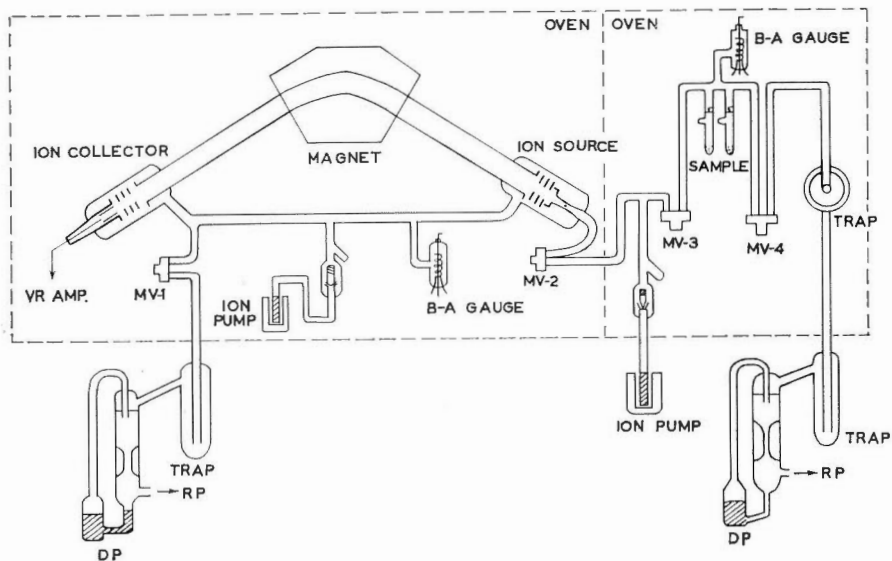 OVEN
OVEN
B-A GAUGE
ION COLLECTOR
MAGNET
ION SOURCE
SAMPLE
TRAP
VR AMP.
MV-1
ION
PUMP
B-A GAUGE
MV-2
MV-3
MV-4
TRAP
RP
DP
ION PUMP
TRAP
RP
DP